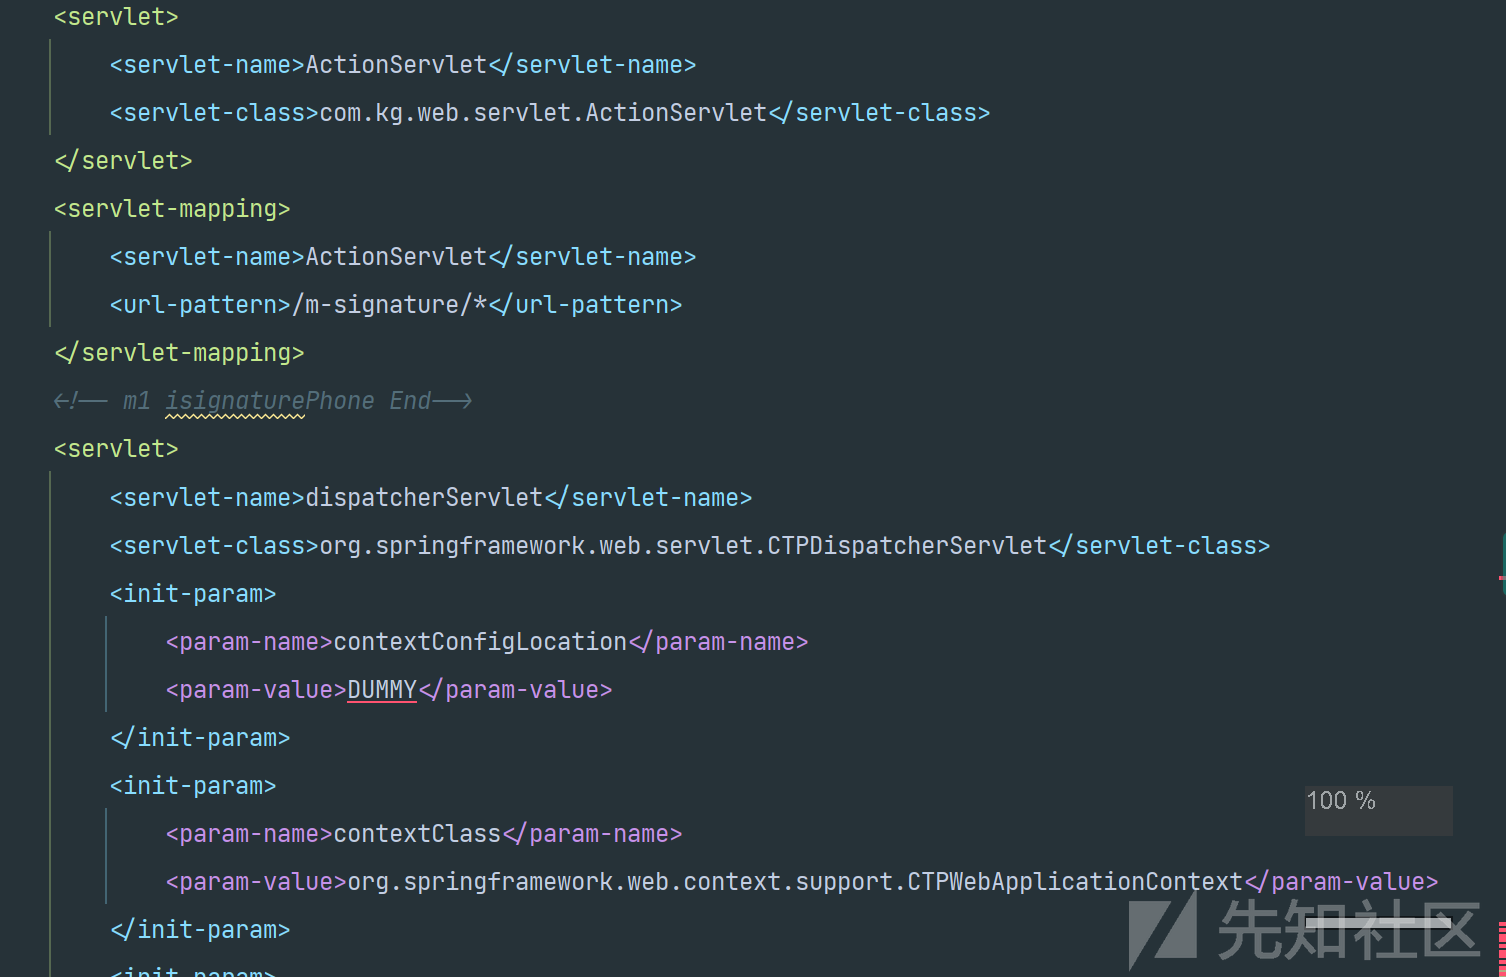 <servlet>
<servlet-name>ActionServlet</servlet-name>
<servlet-class>com.kg.web.servlet.ActionServlet</servlet-class>
</servlet>
<servlet-mapping>
<servlet-name>ActionServlet</servlet-name>
<url-pattern>/m-signature/*</url-pattern>
</servlet-mapping>
<!-- m1 isignaturePhone End-->
<servlet>
<servlet-name>dispatcherServlet</servlet-name>
<servlet-class>org.springframework.web.servlet.CTPDispatcherServlet</servlet-class>
<init-param>
<param-name>contextConfigLocation</param-name>
<param-value>DUMMY</param-value>
</init-param>
<init-param>
100 %
<param-name>contextClass</param-name>
<param-value>org.springframework.web.context.support.CTPWebApplicationContext</param-value>
</init-param>
先知社区
<init-param>